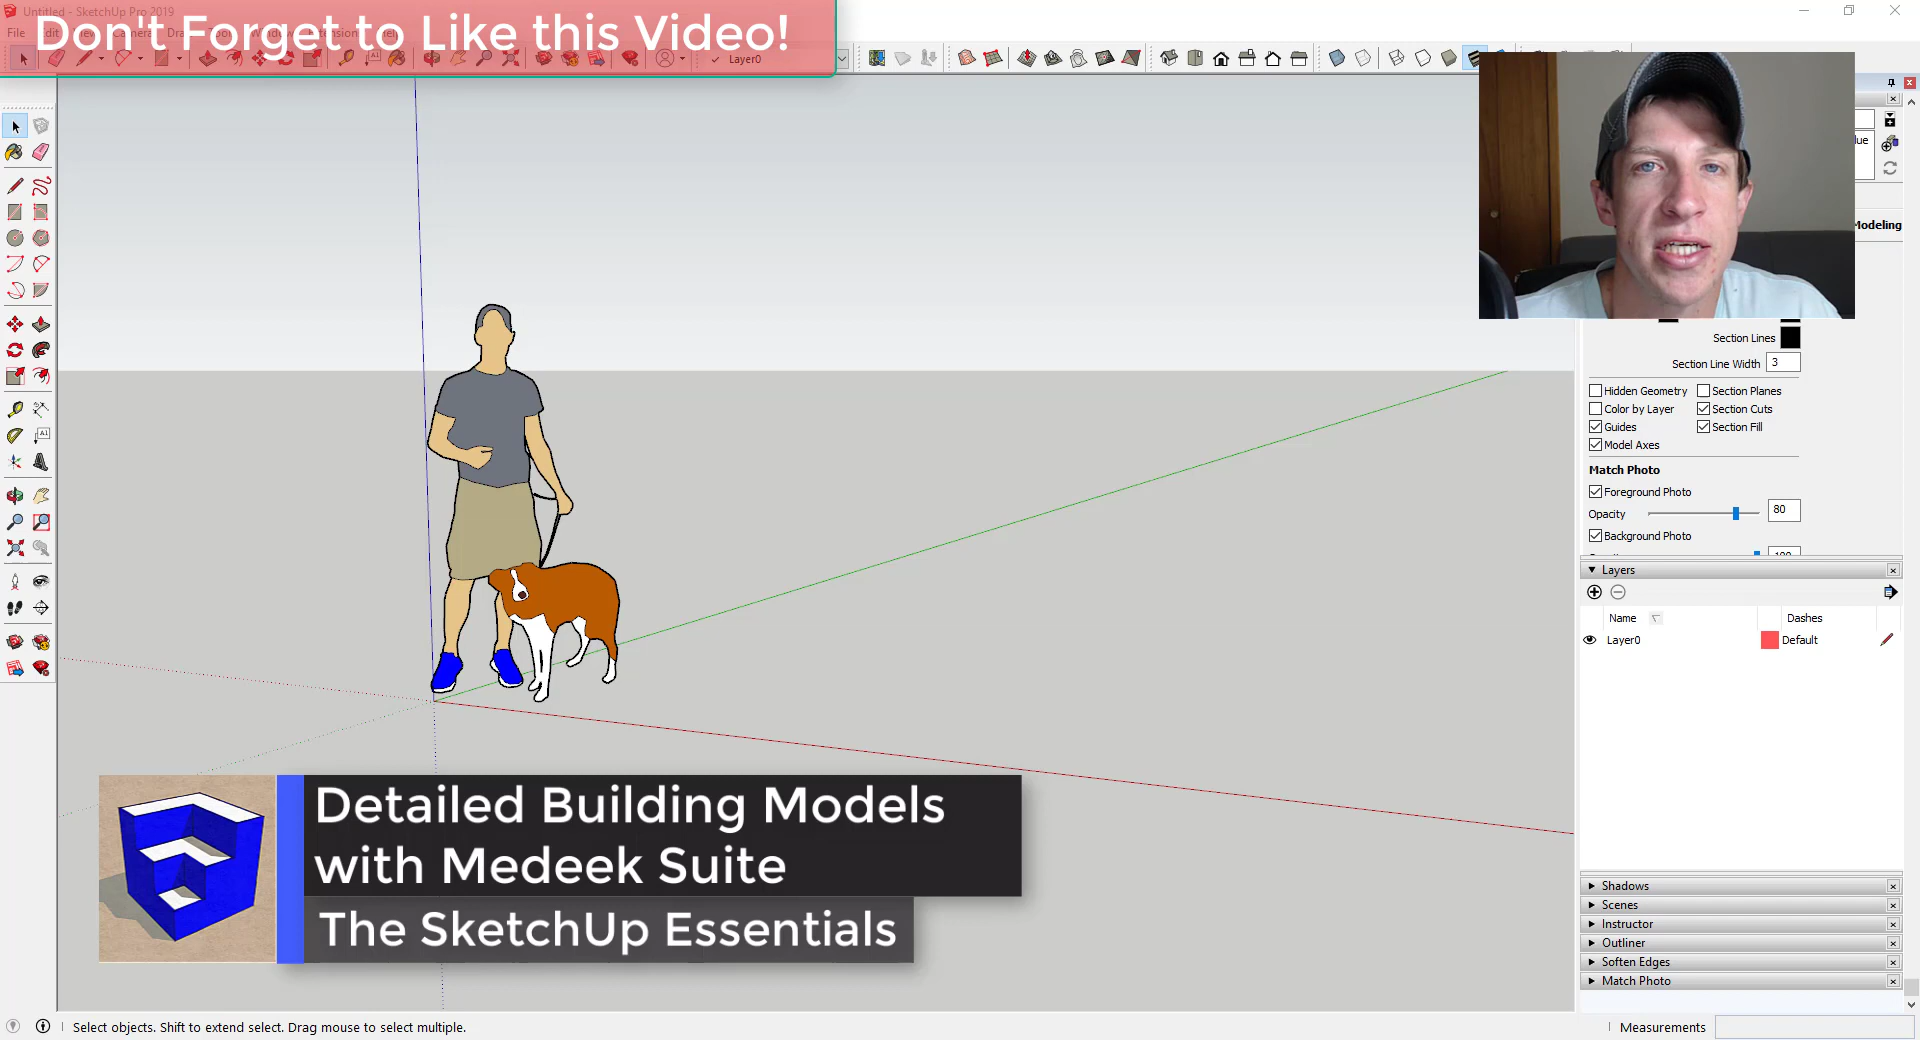 Untitled - SketchUp Pro 2019
Don't Forget to Like this Video!
File
Layer0
lue
Modeling
Section Lines
Section Line Width 3
Hidden Geometry Section Planes
Color by Layer Section Cuts
Guides Section Fill
Model Axes
Match Photo
Foreground Photo
Opacity 80
Background Photo
100
Layers
Name Dashes
Layer0 Default
Detailed Building Models
with Medeek Suite
The SketchUp Essentials
Shadows
Scenes
Instructor
Outliner
Soften Edges
Match Photo
Select objects. Shift to extend select. Drag mouse to select multiple.
Measurements